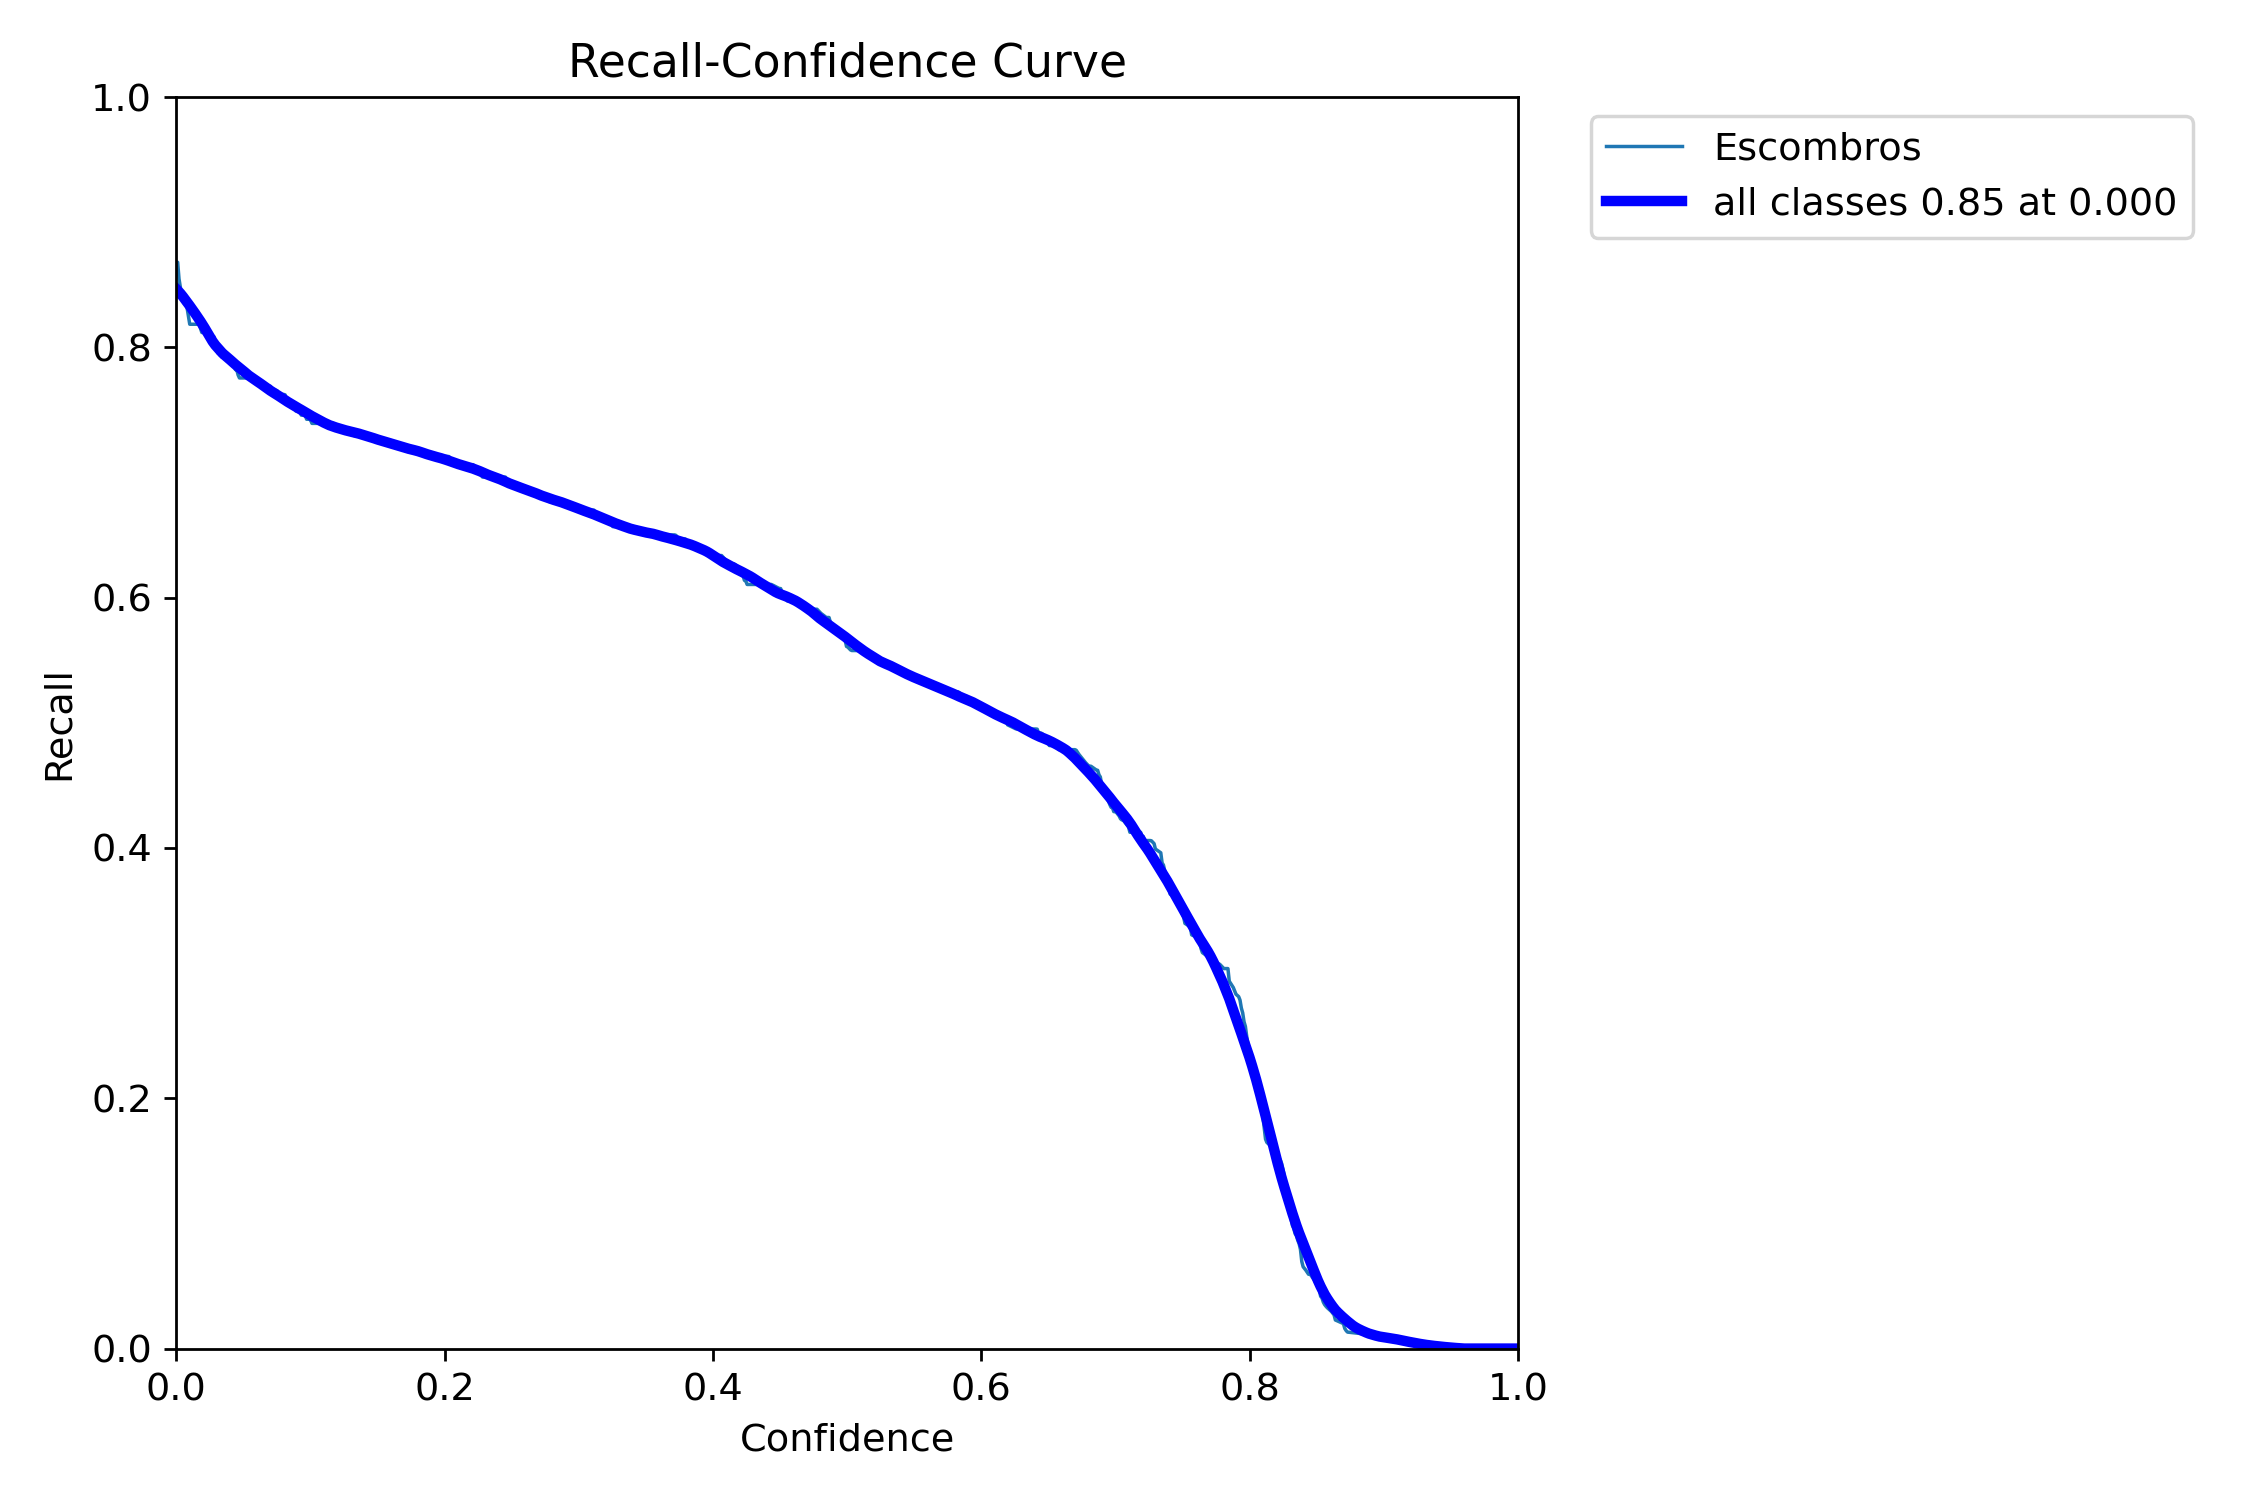 Recall-Confidence Curve
1.0
0.8
0.6
0.4
0.2
0.0
Recall
0.0 0.2 0.4 0.6 0.8 1.0
Confidence
Escombros
all classes 0.85 at 0.000